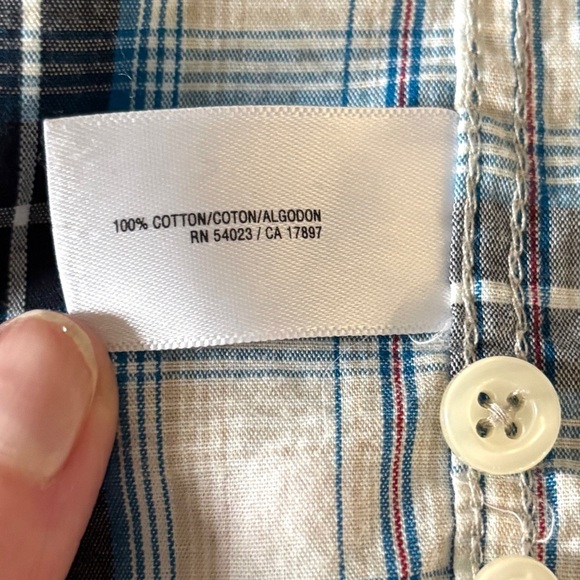 100% COTTON/COTON/ALGODON
RN 54023 / CA 17897